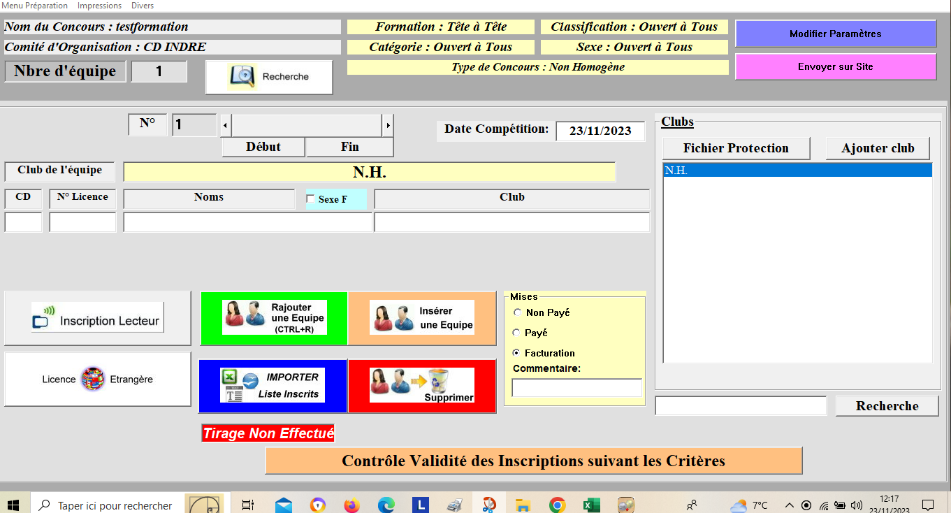 Menu Préparation Impressions Divers
Nom du Concours : testformation
Formation : Tête à Tête
Classification : Ouvert à Tous
Modifier Paramètres
Comité d'Organisation : CD INDRE
Catégorie : Ouvert à Tous
Sexe : Ouvert à Tous
Nbre d'équipe 1
Recherche
Type de Concours : Non Homogène
Envoyer sur Site
N° 1
Début Fin
Date Compétition: 23/11/2023
Clubs
Fichier Protection Ajouter club
Club de l'équipe N.H.
N.H.
CD N° Licence Noms Sexe F Club
Inscription Lecteur
Rajouter
une Equipe
(CTRL+R)
Insérer
une Equipe
Mises
Non Payé
Payé
Facturation
Commentaire:
Licence Etrangère
IMPORTER
Liste Inscrits
Supprimer
Recherche
Tirage Non Effectué
Contrôle Validité des Inscriptions suivant les Critères
Taper ici pour rechercher
L
7°C
12:17
23/11/2023